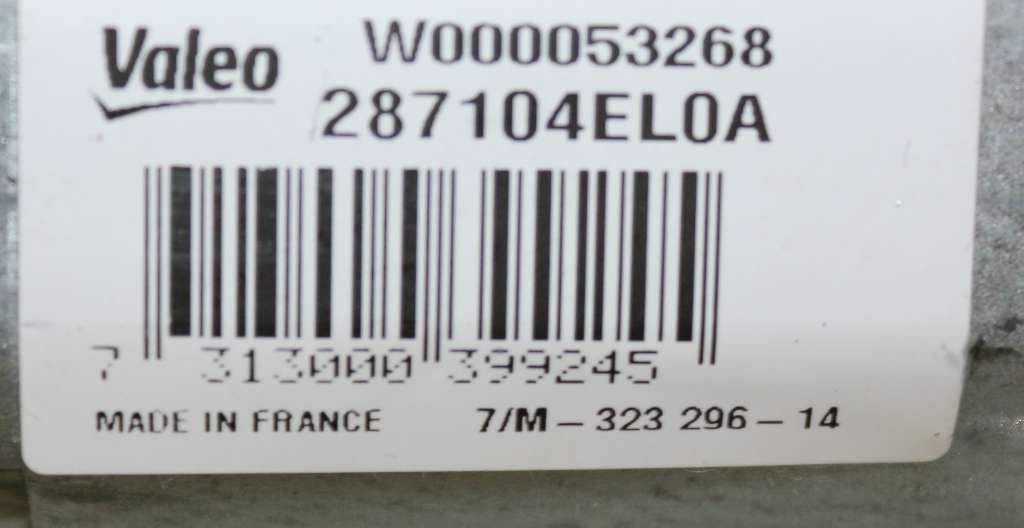 Valeo
W000053268
287104EL0A
7 313000 399245
MADE IN FRANCE 7/M – 323 296 – 14